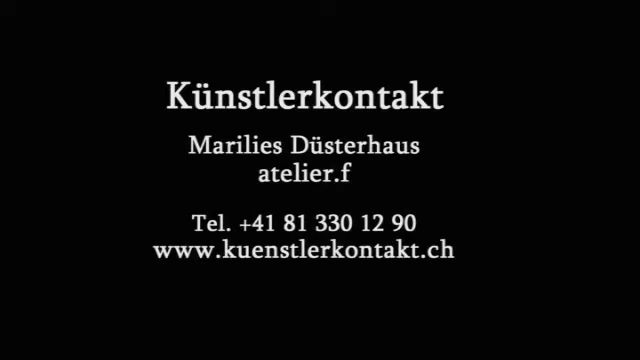 Künstlerkontakt
Marilies Düsterhaus
atelier.f
Tel. +41 81 330 12 90
www.kuenstlerkontakt.ch